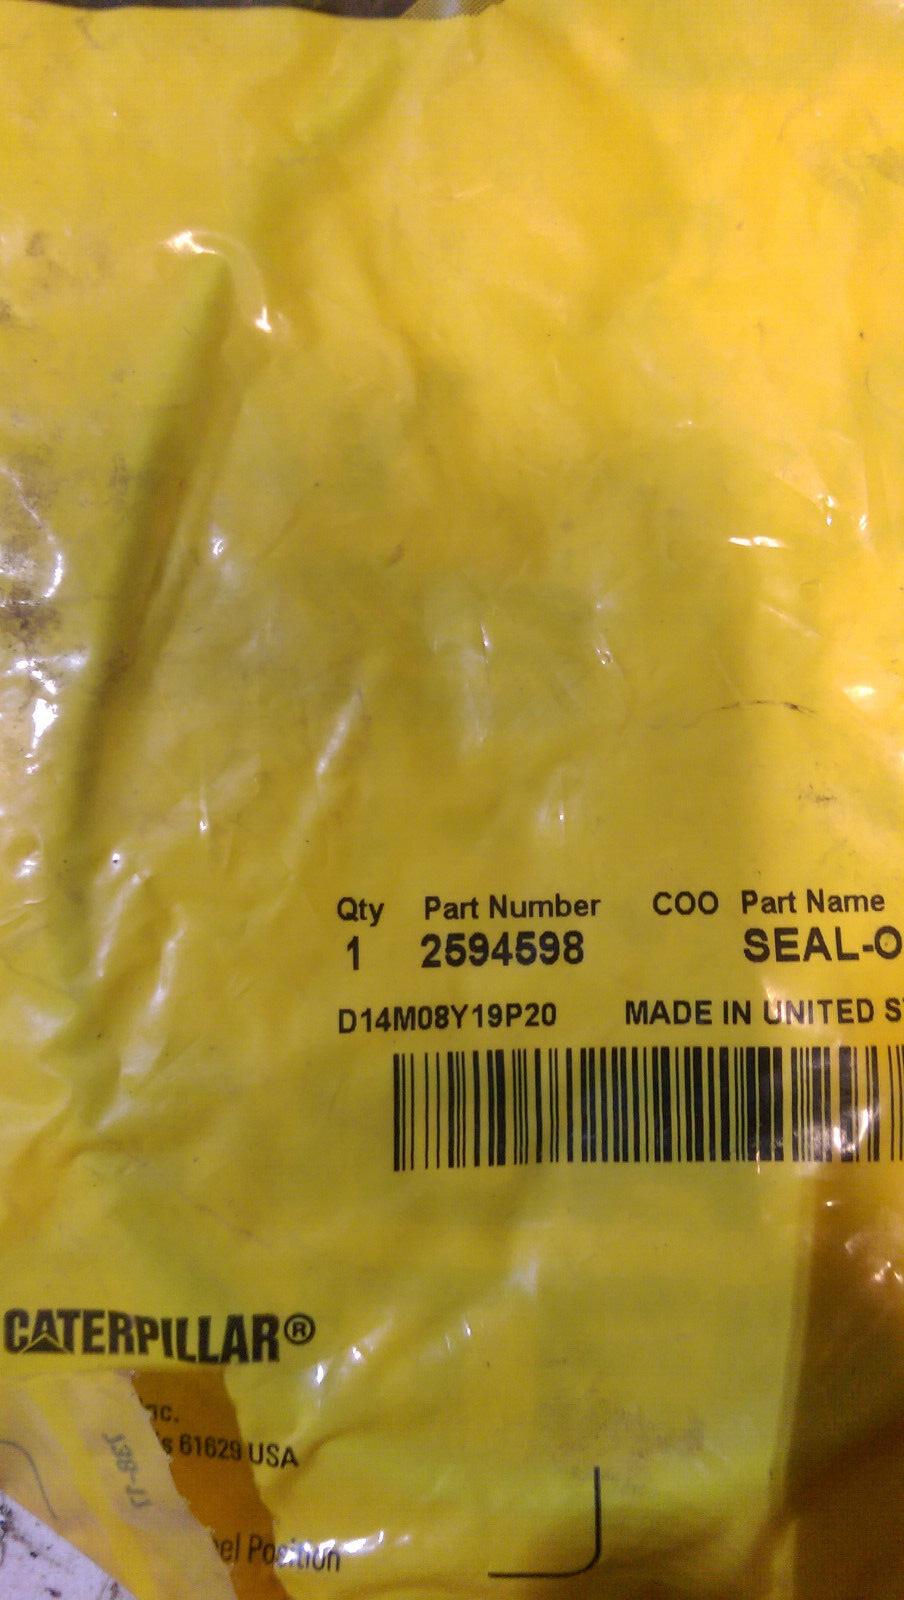 Qty Part Number COO Part Name
1 2594598 SEAL-O
D14M08Y19P20 MADE IN UNITED S
CATERPILLAR®
61629 USA
Position